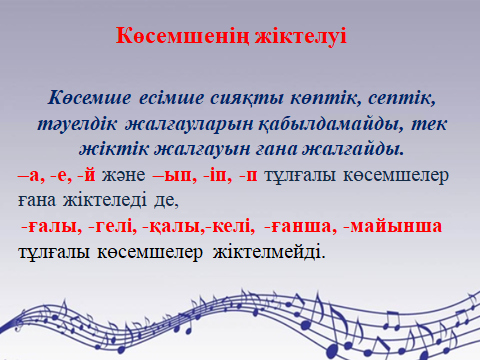 Көсемшенің жіктелуі
Көсемше есімше сияқты көптік, септік,
тәуелдік жалғауларын қабылдамайды, тек
жіктік жалғауын ғана жалғайды.
–а, -е, -й және –ып, -іп, -п тұлғалы көсемшелер
ғана жіктеледі де,
-ғалы, -гелі, -қалы,-келі, -ғанша, -майынша
тұлғалы көсемшелер жіктелмейді.